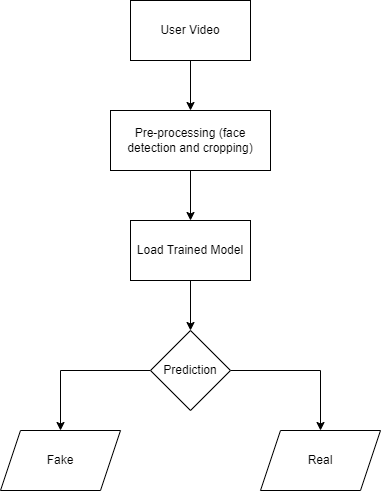 User Video
Pre-processing (face
detection and cropping)
Load Trained Model
Prediction
Fake
Real